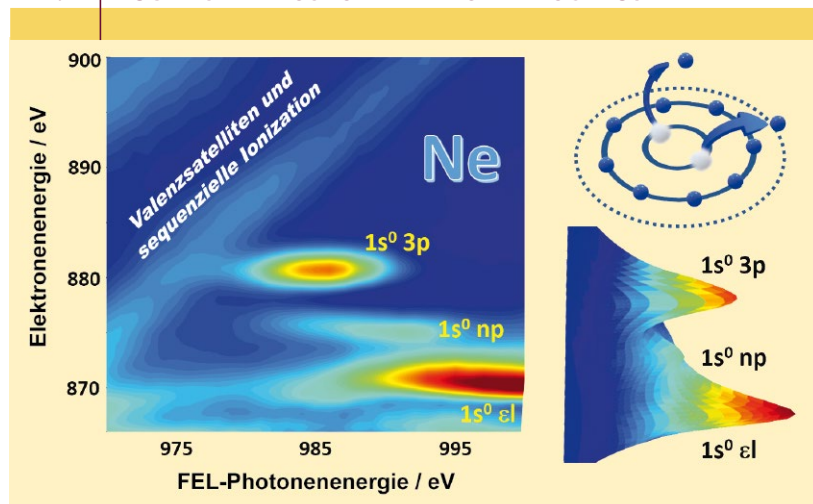 900
890
880
870
Elektronenenergie / eV
Valenzsatelliten und
sequenzielle Ionization
Ne
1s⁰ 3p
1s⁰ np
1s⁰ εl
975
985
995
FEL-Photonenenergie / eV
1s⁰ 3p
1s⁰ np
1s⁰ εl